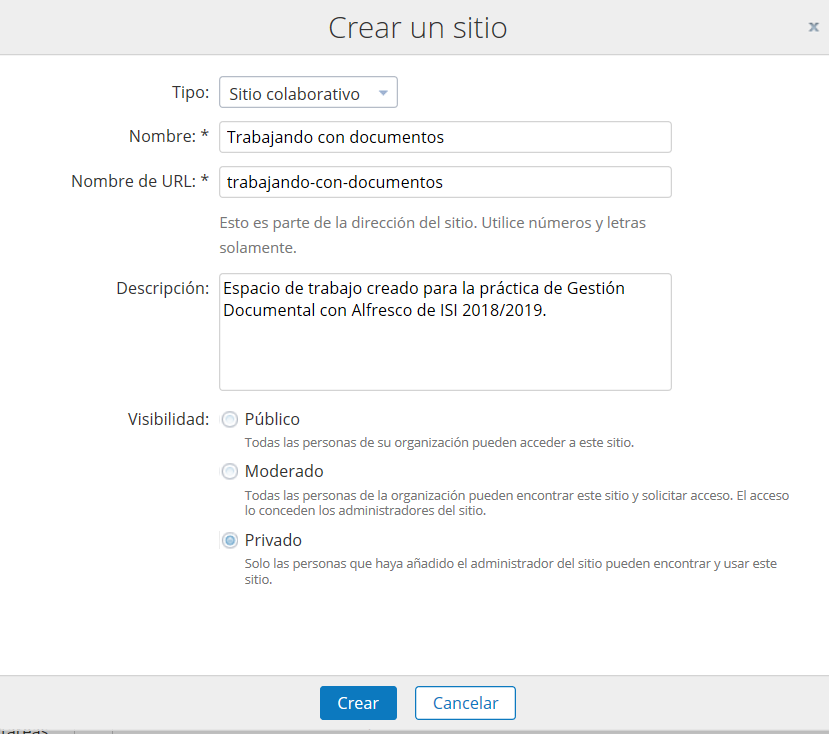 Crear un sitio
x
Tipo: Sitio colaborativo
Nombre: * Trabajando con documentos
Nombre de URL: * trabajando-con-documentos
Esto es parte de la dirección del sitio. Utilice números y letras
solamente.
Descripción: Espacio de trabajo creado para la práctica de Gestión
Documental con Alfresco de ISI 2018/2019.
Visibilidad: Público
Todas las personas de su organización pueden acceder a este sitio.
Moderado
Todas las personas de la organización pueden encontrar este sitio y solicitar acceso. El acceso
lo conceden los administradores del sitio.
Privado
Solo las personas que haya añadido el administrador del sitio pueden encontrar y usar este
sitio.
Crear Cancelar